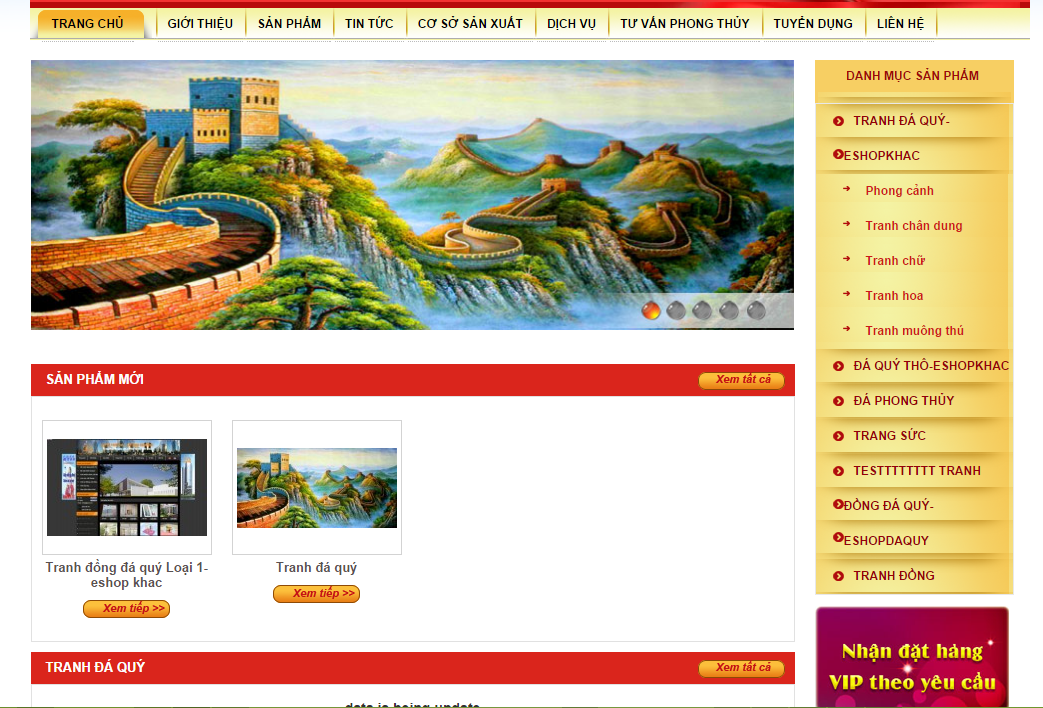 TRANG CHỦ GIỚI THIỆU SẢN PHẨM TIN TỨC CƠ SỞ SẢN XUẤT DỊCH VỤ TƯ VẤN PHONG THỦY TUYỂN DỤNG LIÊN HỆ
DANH MỤC SẢN PHẨM
TRANH ĐÁ QUÝ-
ESHOPKHAC
Phong cảnh
Tranh chân dung
Tranh chữ
Tranh hoa
Tranh muông thú
ĐÁ QUÝ THÔ-ESHOPKHAC
ĐÁ PHONG THỦY
TRANG SỨC
TESTTTTTTTT TRANH
ĐỒNG ĐÁ QUÝ-
ESHOPDAQUY
TRANH ĐỒNG
Nhận đặt hàng
VIP theo yêu cầu
SẢN PHẨM MỚI
Xem tất cả
Tranh đồng đá quý Loại 1-
eshop khac
Xem tiếp >>
Tranh đá quý
Xem tiếp >>
TRANH ĐÁ QUÝ
Xem tất cả
data is being update